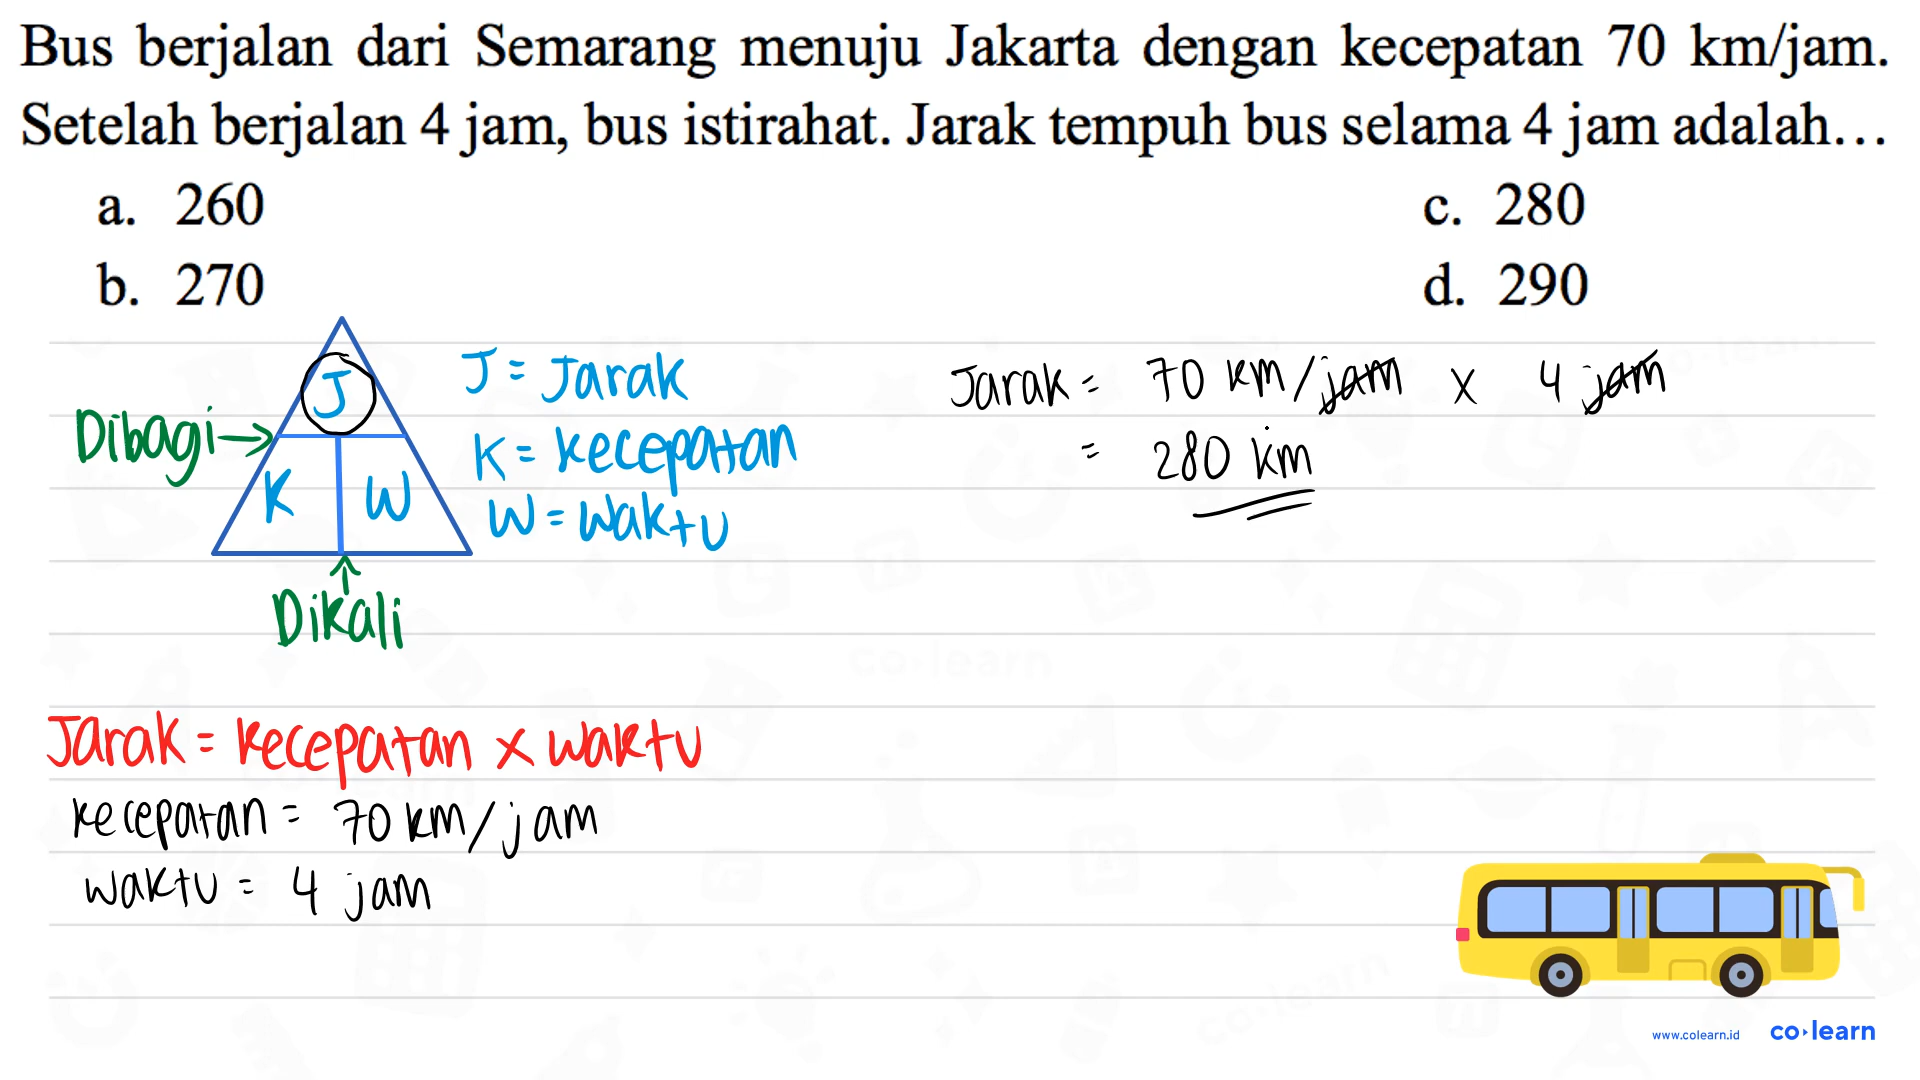 Bus berjalan dari Semarang menuju Jakarta dengan kecepatan 70 km/jam.
Setelah berjalan 4 jam, bus istirahat. Jarak tempuh bus selama 4 jam adalah...
a. 260
c. 280
b. 270
d. 290
J
Dibagi →
K W
Dikali
J = Jarak
K = kecepatan
W = Waktu
Jarak = 70 km/jam x 4 jam
= 280 km
Jarak = kecepatan x waktu
kecepatan = 70 km/jam
waktu = 4 jam
co learn
www.colearn.id co learn